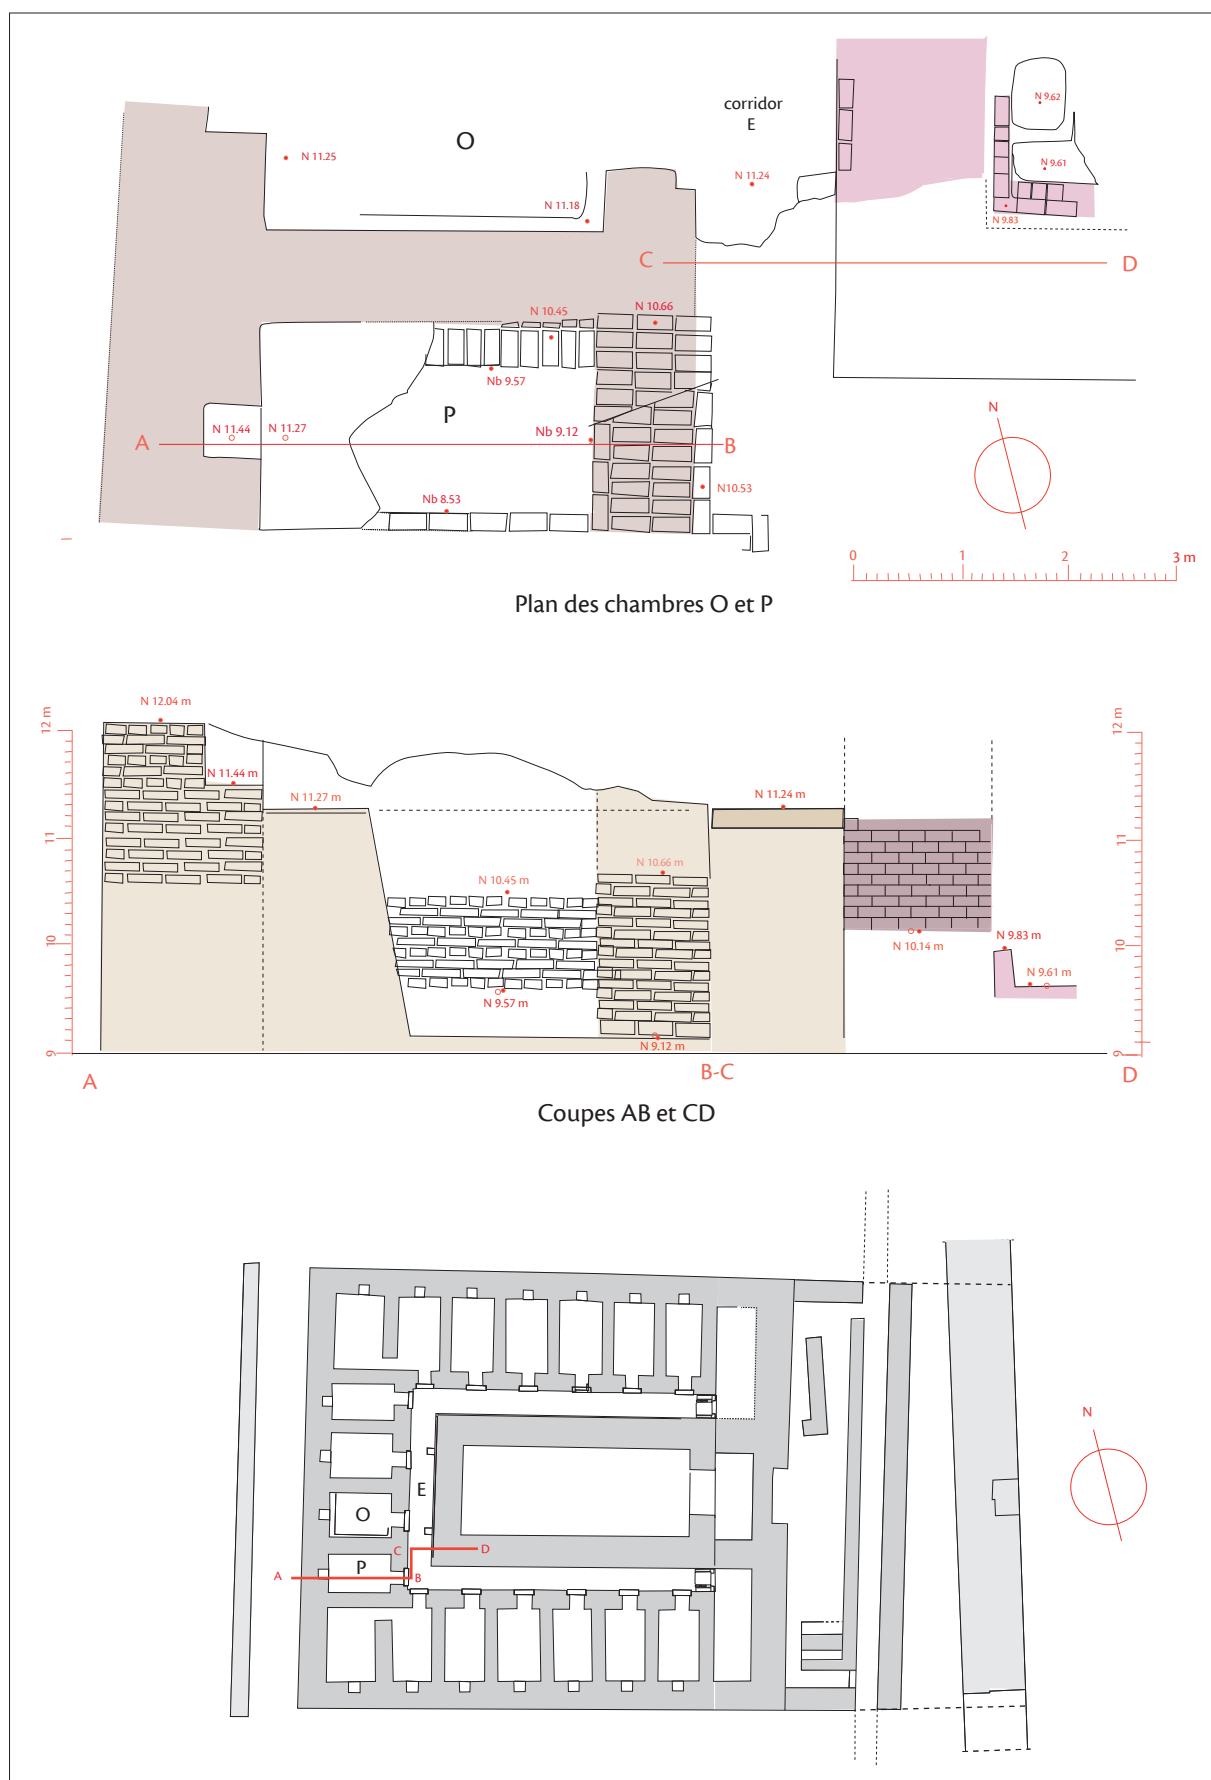 O
corridor
E
N 9.62
N 11.25
N 9.61
N 11.24
N 11.18
N 9.83
C
D
N 10.45
N 10.66
Nb 9.57
P
N
A
N 11.44
N 11.27
Nb 9.12
B
N10.53
Nb 8.53
0
1
2
3 m
Plan des chambres O et P
N 12.04 m
12 m
12 m
N 11.44 m
N 11.27 m
N 11.24 m
11
11
N 10.66 m
N 10.45 m
10
N 10.14 m
N 9.83 m
10
N 9.61 m
N 9.57 m
N 9.12 m
9
9
A
B-C
D
Coupes AB et CD
N
E
O
C
D
P
A
B